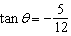 tan θ = -5/12